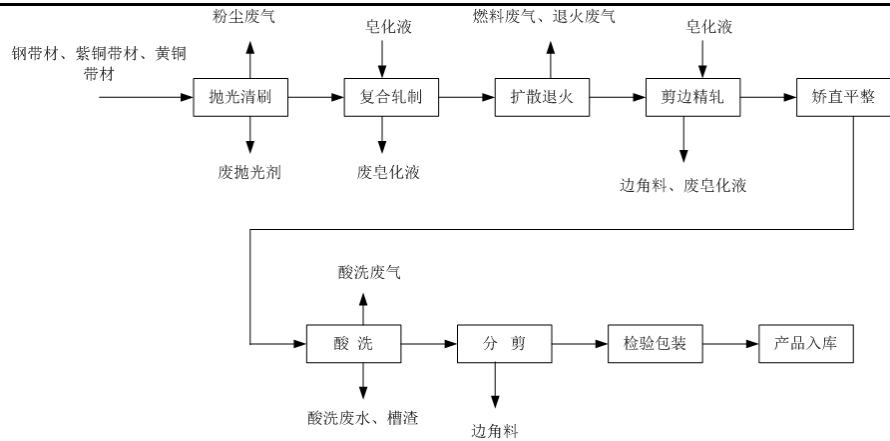 粉尘废气
皂化液
燃料废气、退火废气
皂化液
钢带材、紫铜带材、黄铜
带材
抛光清刷
复合轧制
扩散退火
剪边精轧
矫直平整
废抛光剂
废皂化液
边角料、废皂化液
酸洗废气
酸 洗
分 剪
检验包装
产品入库
酸洗废水、槽渣
边角料